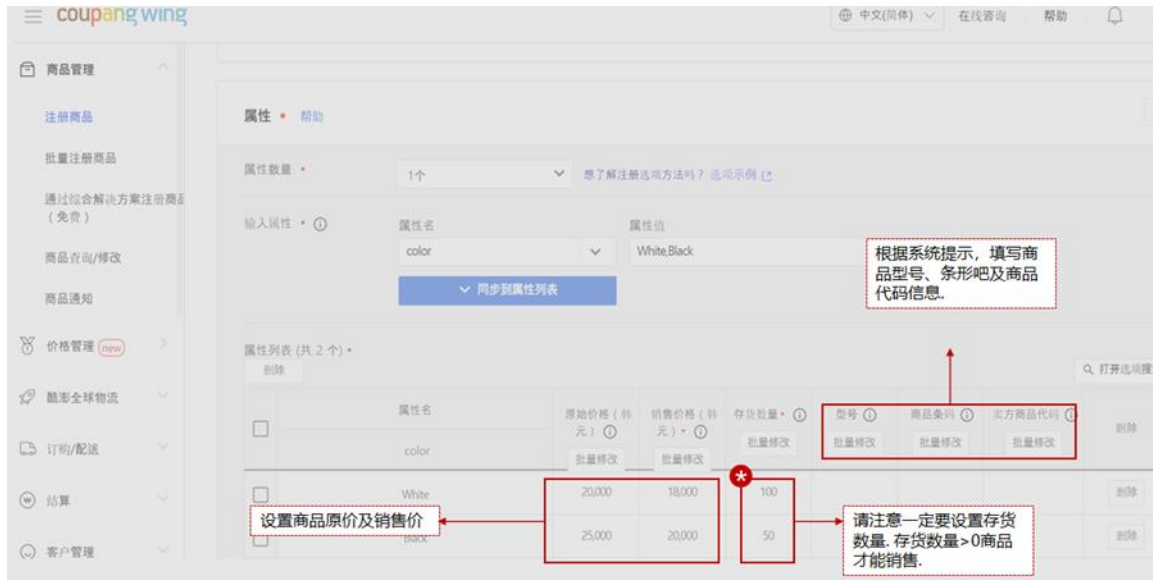 coupang wing
中文(简体)
在线咨询
帮助
商品管理
注册商品
批量注册商品
通过综合解决方案注册商品
(免费)
商品查询/修改
商品通知
价格管理 new
酷澎全球物流
订购/配送
结算
客户管理
属性 • 帮助
属性数量 •
1个
想了解注册选项方法吗? 选项示例
输入属性 •
属性名
属性值
color
White,Black
同步到属性列表
根据系统提示, 填写商
品型号、条形吧及商品
代码信息.
属性列表 (共 2 个) •
删除
打开选项搜
属性名
color
原始价格 ( 韩
元 )
批量修改
销售价格 ( 韩
元 ) •
批量修改
存货数量 •
批量修改
型号
批量修改
商品条码
批量修改
卖方商品代码
批量修改
删除
White
20,000
18,000
100
删除
Black
25,000
20,000
50
删除
设置商品原价及销售价
请注意一定要设置存货
数量. 存货数量>0商品
才能销售.